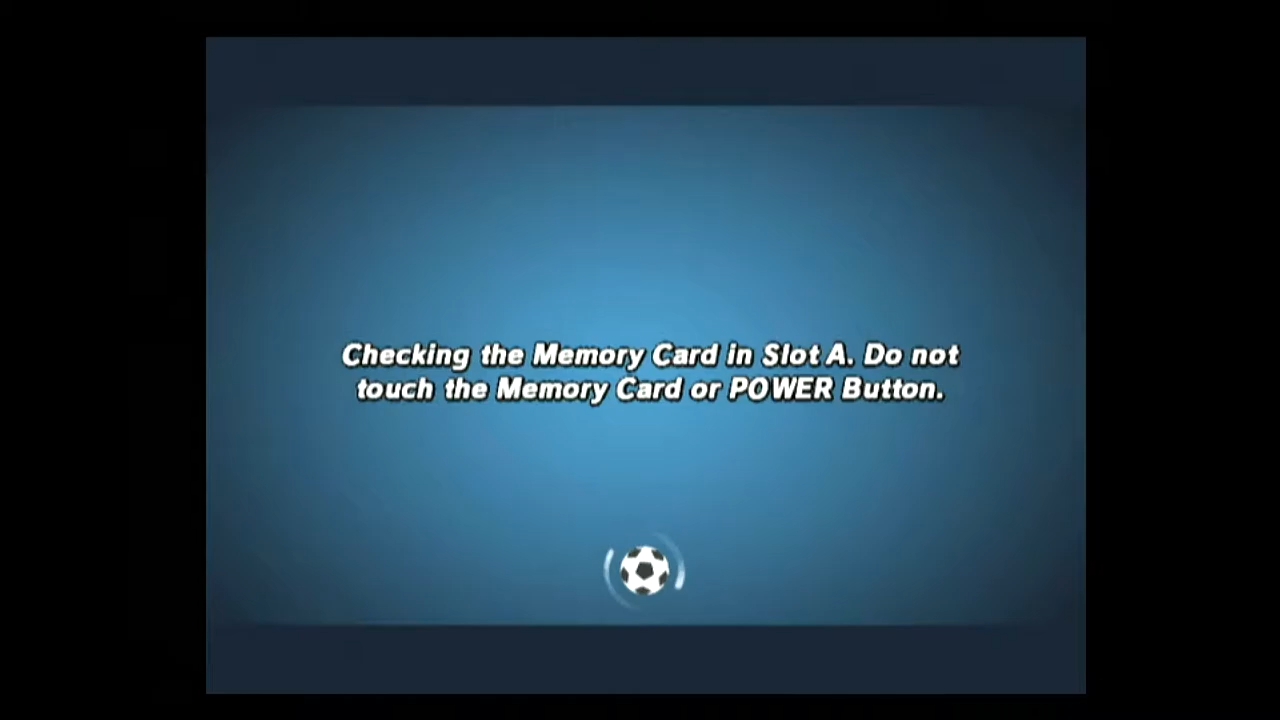 Checking the Memory Card in Slot A. Do not
touch the Memory Card or POWER Button.